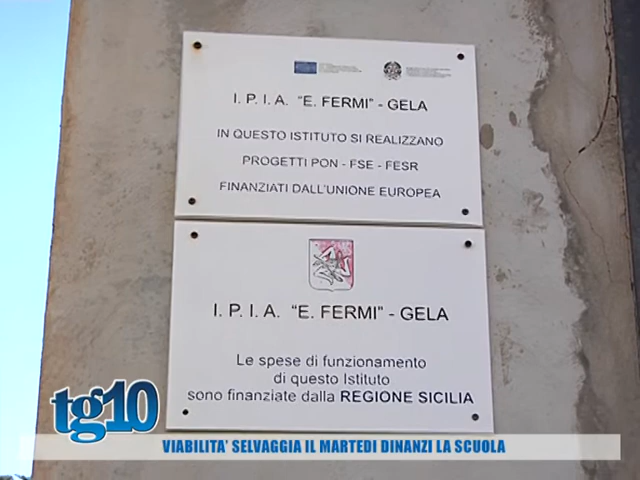 I. P. I. A. “E. FERMI” - GELA
IN QUESTO ISTITUTO SI REALIZZANO
PROGETTI PON - FSE - FESR
FINANZIATI DALL'UNIONE EUROPEA
I. P. I. A. “E. FERMI” - GELA
Le spese di funzionamento
di questo Istituto
sono finanziate dalla REGIONE SICILIA
tg10
VIABILITA' SELVAGGIA IL MARTEDI DINANZI LA SCUOLA